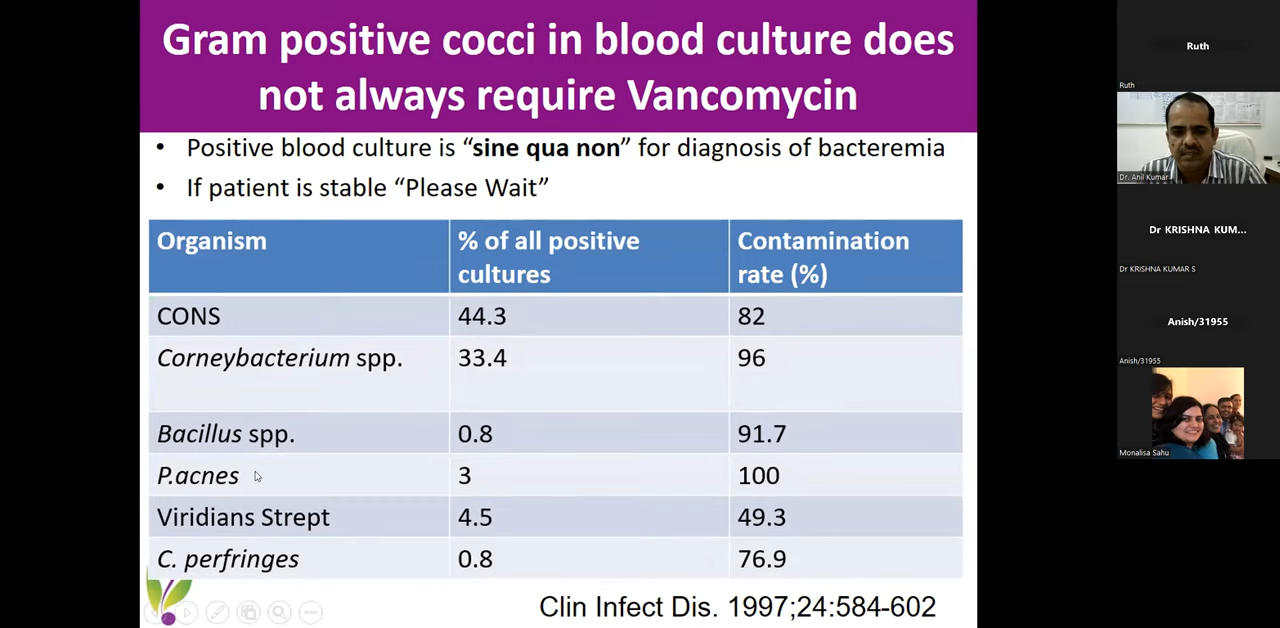 Gram positive cocci in blood culture does
not always require Vancomycin
• Positive blood culture is “sine qua non” for diagnosis of bacteremia
• If patient is stable “Please Wait”
Organism % of all positive cultures Contamination rate (%)
CONS 44.3 82
Corneybacterium spp. 33.4 96
Bacillus spp. 0.8 91.7
P.acnes 3 100
Viridians Strept 4.5 49.3
C. perfringes 0.8 76.9
Clin Infect Dis. 1997;24:584-602
Ruth
Ruth
Dr. Anil Kumar
Dr KRISHNA KUM...
Dr KRISHNA KUMAR S
Anish/31955
Anish/31955
Monalisa Sahu